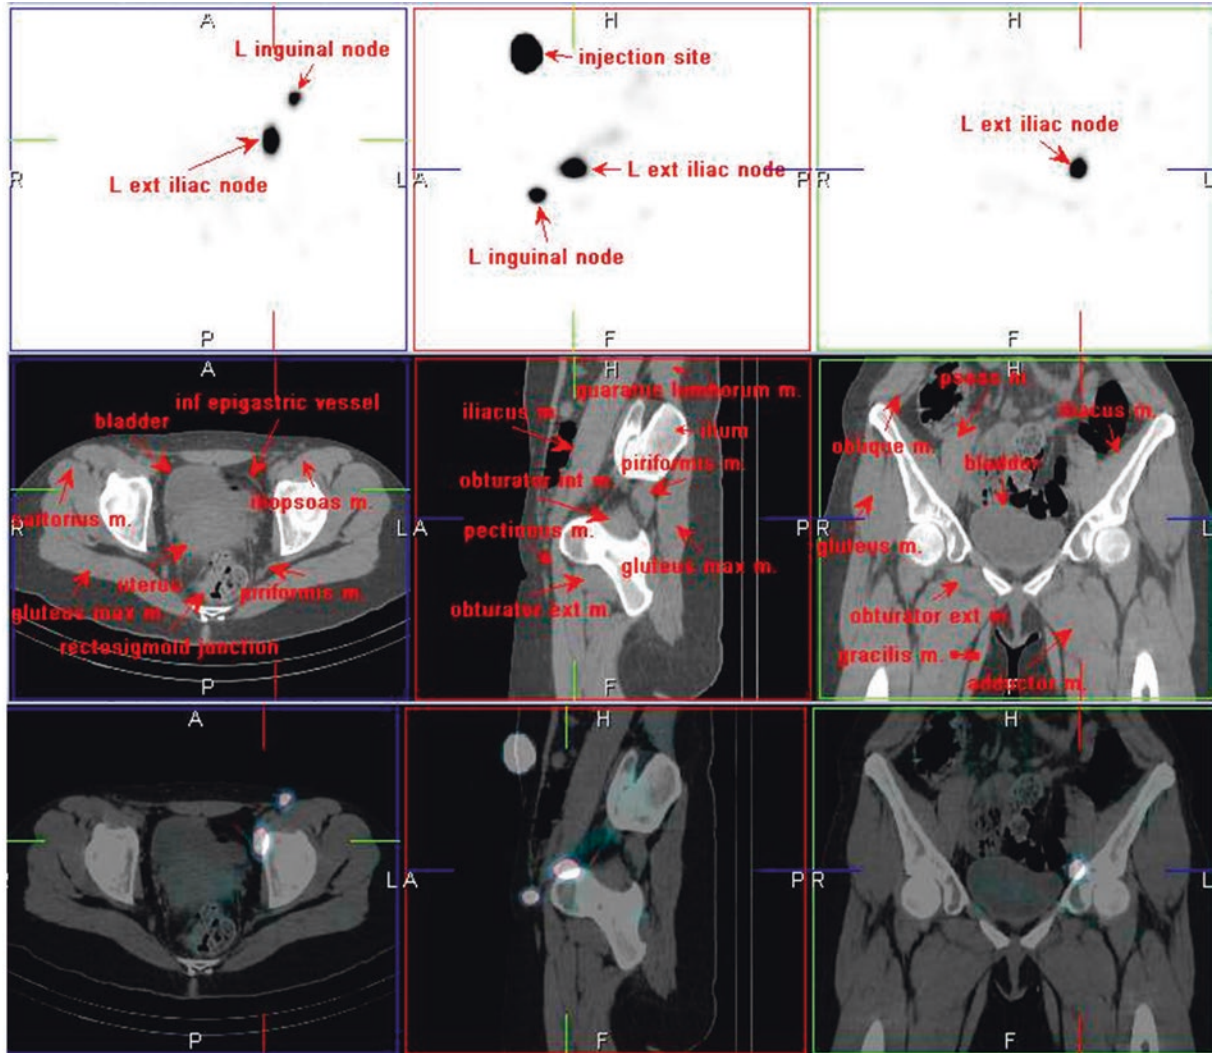 A
L inguinal node
L ext iliac node
R
L
P
H
injection site
L ext iliac node
A
P
L inguinal node
F
H
L ext iliac node
R
L
F
A
inf epigastric vessel
bladder
iliopsoas m.
sartorius m.
R
L
uterus
piriformis m.
gluteus max m.
rectosigmoid junction
P
H
guaratus lumborum m.
iliacus m.
ilium
piriformis m.
obturator int m.
A
P
pectinous m.
gluteus max m.
obturator ext m.
F
H
psoas m.
iliacus m.
oblique m.
bladder
R
L
gluteus m.
obturator ext m.
gracilis m.
F
adductor m.
A
R
L
P
H
A
P
F
H
R
L
F